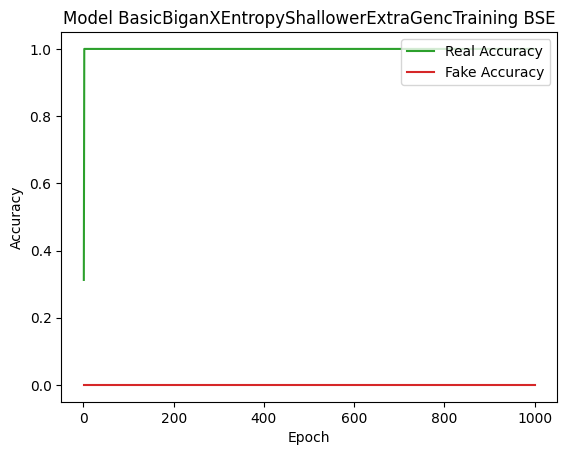 Model BasicBiganXEntropyShallowerExtraGencTraining BSE
Real Accuracy
Fake Accuracy
Accuracy
1.0
0.8
0.6
0.4
0.2
0.0
0
200
400
600
800
1000
Epoch